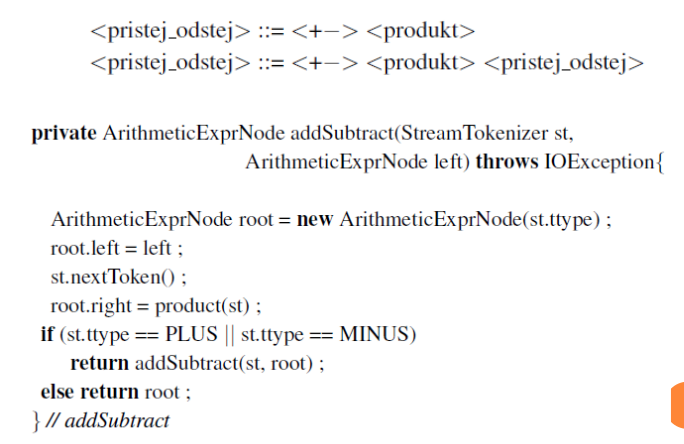 <pristej_odstej> ::= <+−> <produkt>
<pristej_odstej> ::= <+−> <produkt> <pristej_odstej>
private ArithmeticExprNode addSubtract(StreamTokenizer st,
ArithmeticExprNode left) throws IOException{
ArithmeticExprNode root = new ArithmeticExprNode(st.ttype) ;
root.left = left ;
st.nextToken() ;
root.right = product(st) ;
if (st.ttype == PLUS || st.ttype == MINUS)
return addSubtract(st, root) ;
else return root ;
} // addSubtract